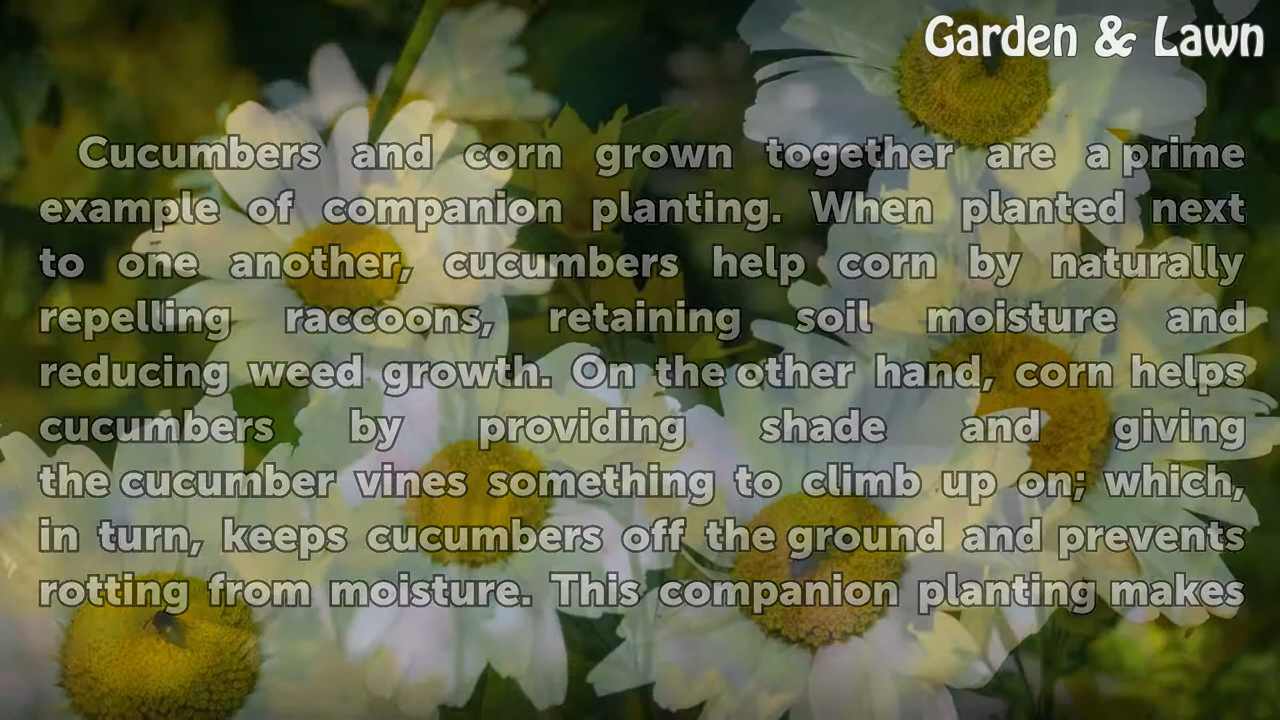 Garden & Lawn
Cucumbers and corn grown together are a prime
example of companion planting. When planted next
to one another, cucumbers help corn by naturally
repelling raccoons, retaining soil moisture and
reducing weed growth. On the other hand, corn helps
cucumbers by providing shade and giving
the cucumber vines something to climb up on; which,
in turn, keeps cucumbers off the ground and prevents
rotting from moisture. This companion planting makes